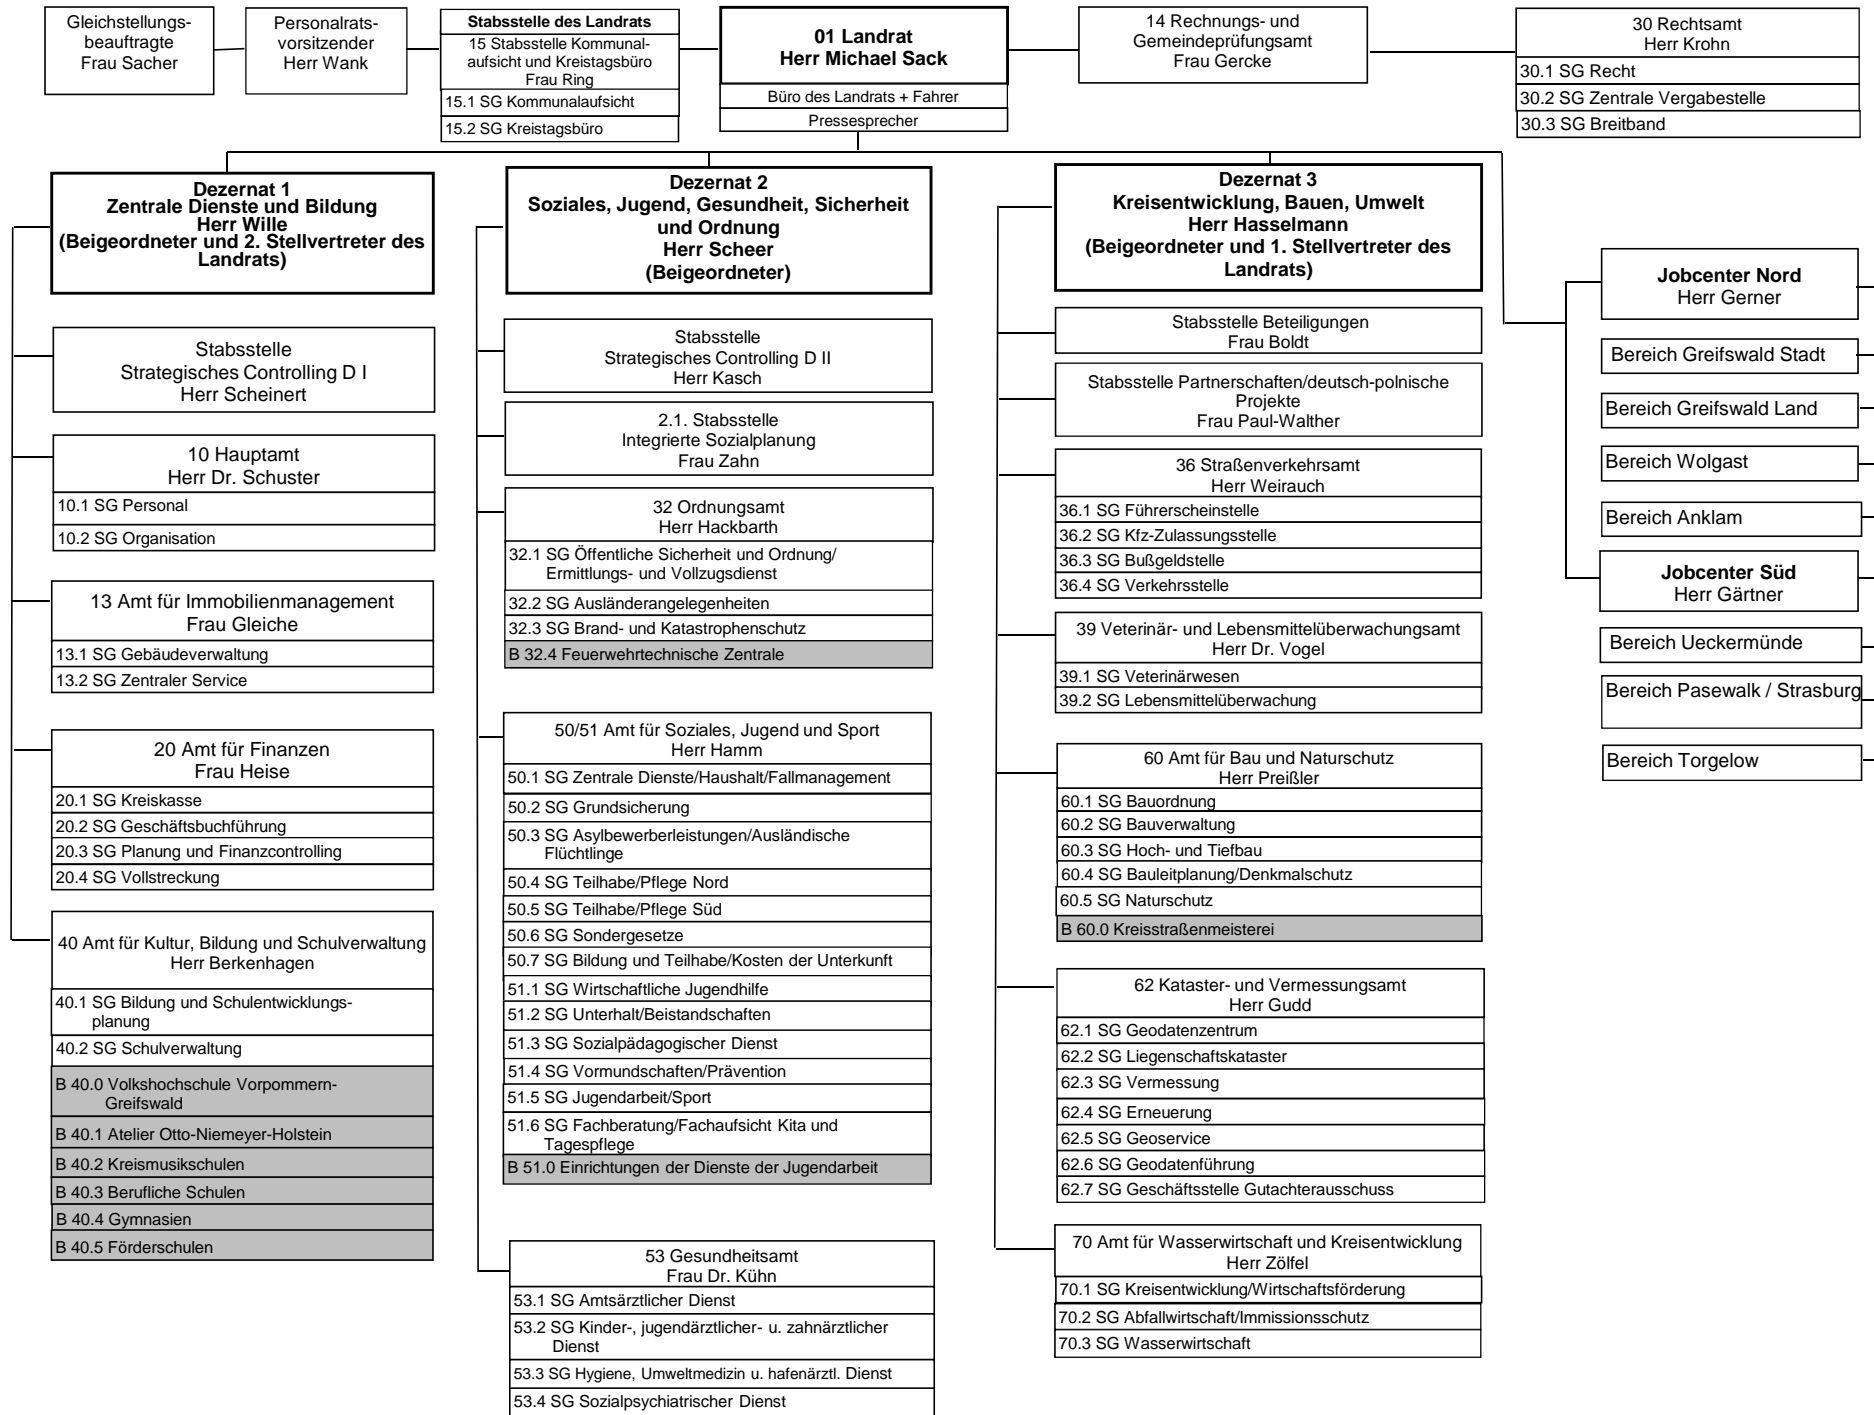 Gleichstellungs-
beauftragte
Frau Sacher
Personalrats-
vorsitzender
Herr Wank
Stabsstelle des Landrats
15 Stabsstelle Kommunal-
aufsicht und Kreistagsbüro
Frau Ring
15.1 SG Kommunalaufsicht
15.2 SG Kreistagsbüro
01 Landrat
Herr Michael Sack
Büro des Landrats + Fahrer
Pressesprecher
14 Rechnungs- und
Gemeindeprüfungsamt
Frau Gercke
30 Rechtsamt
Herr Krohn
30.1 SG Recht
30.2 SG Zentrale Vergabestelle
30.3 SG Breitband
Dezernat 1
Zentrale Dienste und Bildung
Herr Wille
(Beigeordneter und 2. Stellvertreter des
Landrats)
Stabsstelle
Strategisches Controlling D I
Herr Scheinert
10 Hauptamt
Herr Dr. Schuster
10.1 SG Personal
10.2 SG Organisation
13 Amt für Immobilienmanagement
Frau Gleiche
13.1 SG Gebäudeverwaltung
13.2 SG Zentraler Service
20 Amt für Finanzen
Frau Heise
20.1 SG Kreiskasse
20.2 SG Geschäftsbuchführung
20.3 SG Planung und Finanzcontrolling
20.4 SG Vollstreckung
40 Amt für Kultur, Bildung und Schulverwaltung
Herr Berkenhagen
40.1 SG Bildung und Schulentwicklungs-
planung
40.2 SG Schulverwaltung
B 40.0 Volkshochschule Vorpommern-
Greifswald
B 40.1 Atelier Otto-Niemeyer-Holstein
B 40.2 Kreismusikschulen
B 40.3 Berufliche Schulen
B 40.4 Gymnasien
B 40.5 Förderschulen
Dezernat 2
Soziales, Jugend, Gesundheit, Sicherheit
und Ordnung
Herr Scheer
(Beigeordneter)
Stabsstelle
Strategisches Controlling D II
Herr Kasch
2.1. Stabsstelle
Integrierte Sozialplanung
Frau Zahn
32 Ordnungsamt
Herr Hackbarth
32.1 SG Öffentliche Sicherheit und Ordnung/
Ermittlungs- und Vollzugsdienst
32.2 SG Ausländerangelegenheiten
32.3 SG Brand- und Katastrophenschutz
B 32.4 Feuerwehrtechnische Zentrale
50/51 Amt für Soziales, Jugend und Sport
Herr Hamm
50.1 SG Zentrale Dienste/Haushalt/Fallmanagement
50.2 SG Grundsicherung
50.3 SG Asylbewerberleistungen/Ausländische
Flüchtlinge
50.4 SG Teilhabe/Pflege Nord
50.5 SG Teilhabe/Pflege Süd
50.6 SG Sondergesetze
50.7 SG Bildung und Teilhabe/Kosten der Unterkunft
51.1 SG Wirtschaftliche Jugendhilfe
51.2 SG Unterhalt/Beistandschaften
51.3 SG Sozialpädagogischer Dienst
51.4 SG Vormundschaften/Prävention
51.5 SG Jugendarbeit/Sport
51.6 SG Fachberatung/Fachaufsicht Kita und
Tagespflege
B 51.0 Einrichtungen der Dienste der Jugendarbeit
53 Gesundheitsamt
Frau Dr. Kühn
53.1 SG Amtsärztlicher Dienst
53.2 SG Kinder-, jugendärztlicher- u. zahnärztlicher
Dienst
53.3 SG Hygiene, Umweltmedizin u. hafenärztl. Dienst
53.4 SG Sozialpsychiatrischer Dienst
Dezernat 3
Kreisentwicklung, Bauen, Umwelt
Herr Hasselmann
(Beigeordneter und 1. Stellvertreter des
Landrats)
Stabsstelle Beteiligungen
Frau Boldt
Stabsstelle Partnerschaften/deutsch-polnische
Projekte
Frau Paul-Walther
36 Straßenverkehrsamt
Herr Weirauch
36.1 SG Führerscheinstelle
36.2 SG Kfz-Zulassungsstelle
36.3 SG Bußgeldstelle
36.4 SG Verkehrsstelle
39 Veterinär- und Lebensmittelüberwachungsamt
Herr Dr. Vogel
39.1 SG Veterinärwesen
39.2 SG Lebensmittelüberwachung
60 Amt für Bau und Naturschutz
Herr Preißler
60.1 SG Bauordnung
60.2 SG Bauverwaltung
60.3 SG Hoch- und Tiefbau
60.4 SG Bauleitplanung/Denkmalschutz
60.5 SG Naturschutz
B 60.0 Kreisstraßenmeisterei
62 Kataster- und Vermessungsamt
Herr Gudd
62.1 SG Geodatenzentrum
62.2 SG Liegenschaftskataster
62.3 SG Vermessung
62.4 SG Erneuerung
62.5 SG Geoservice
62.6 SG Geodatenführung
62.7 SG Geschäftsstelle Gutachterausschuss
70 Amt für Wasserwirtschaft und Kreisentwicklung
Herr Zölfel
70.1 SG Kreisentwicklung/Wirtschaftsförderung
70.2 SG Abfallwirtschaft/Immissionsschutz
70.3 SG Wasserwirtschaft
Jobcenter Nord
Herr Gerner
Bereich Greifswald Stadt
Bereich Greifswald Land
Bereich Wolgast
Bereich Anklam
Jobcenter Süd
Herr Gärtner
Bereich Ueckermünde
Bereich Pasewalk / Strasburg
Bereich Torgelow